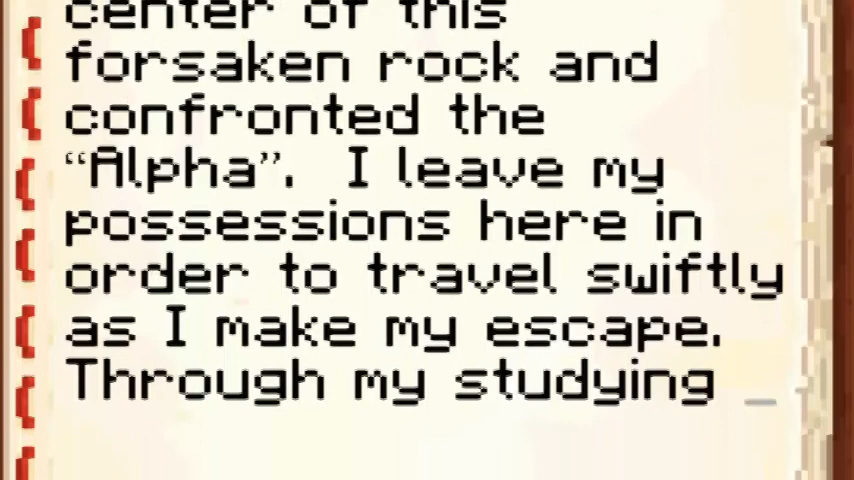 center of this
forsaken rock and
confronted the
“Alpha”.  I leave my
possessions here in
order to travel swiftly
as I make my escape.
Through my studying _